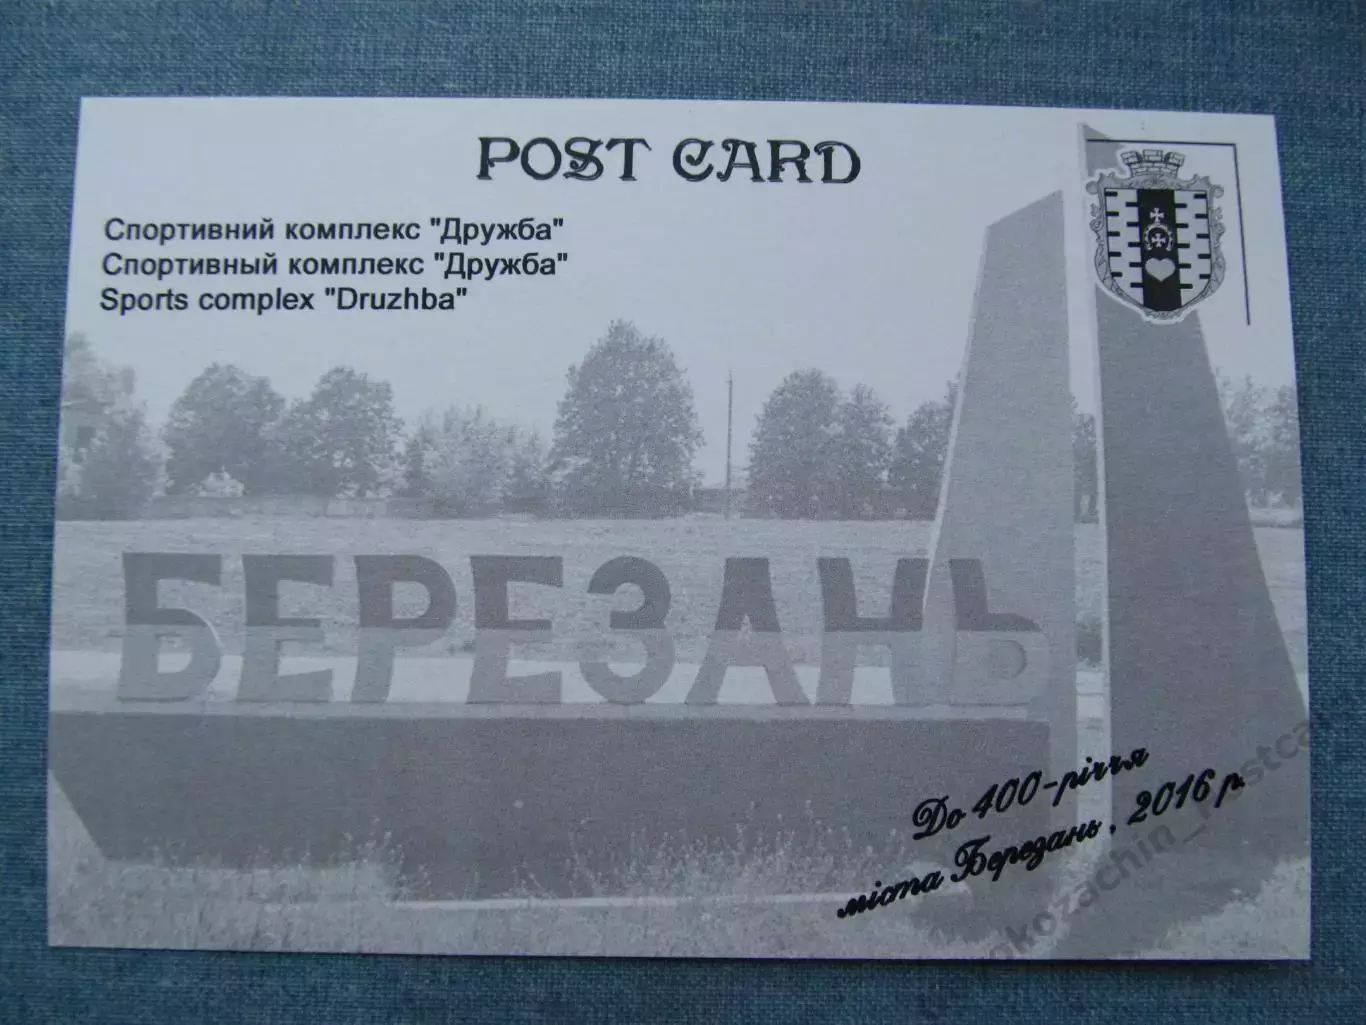 POST CARD
Спортивний комплекс "Дружба"
Спортивный комплекс "Дружба"
Sports complex "Druzhba"
БЕРЕЗАНЬ
До 400-річчя
міста Березань , 2016 р.